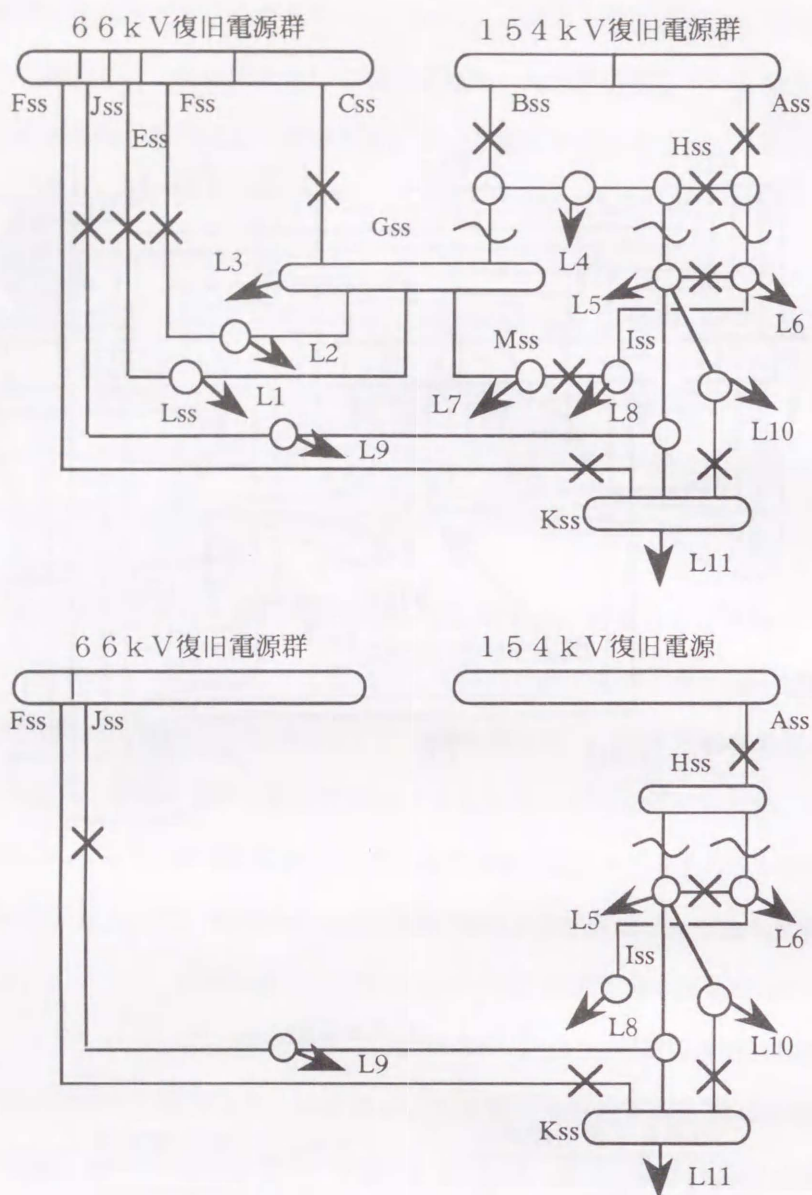 ６６ｋＶ復旧電源群
１５４ｋＶ復旧電源群
Fss
Jss
Ess
Fss
Css
Bss
Ass
Hss
Gss
L3
L4
L5
L6
L2
Mss
Iss
Lss
L1
L7
L8
L10
L9
Kss
L11
６６ｋＶ復旧電源群
１５４ｋＶ復旧電源
Fss
Jss
Ass
Hss
L5
L6
Iss
L8
L10
L9
Kss
L11